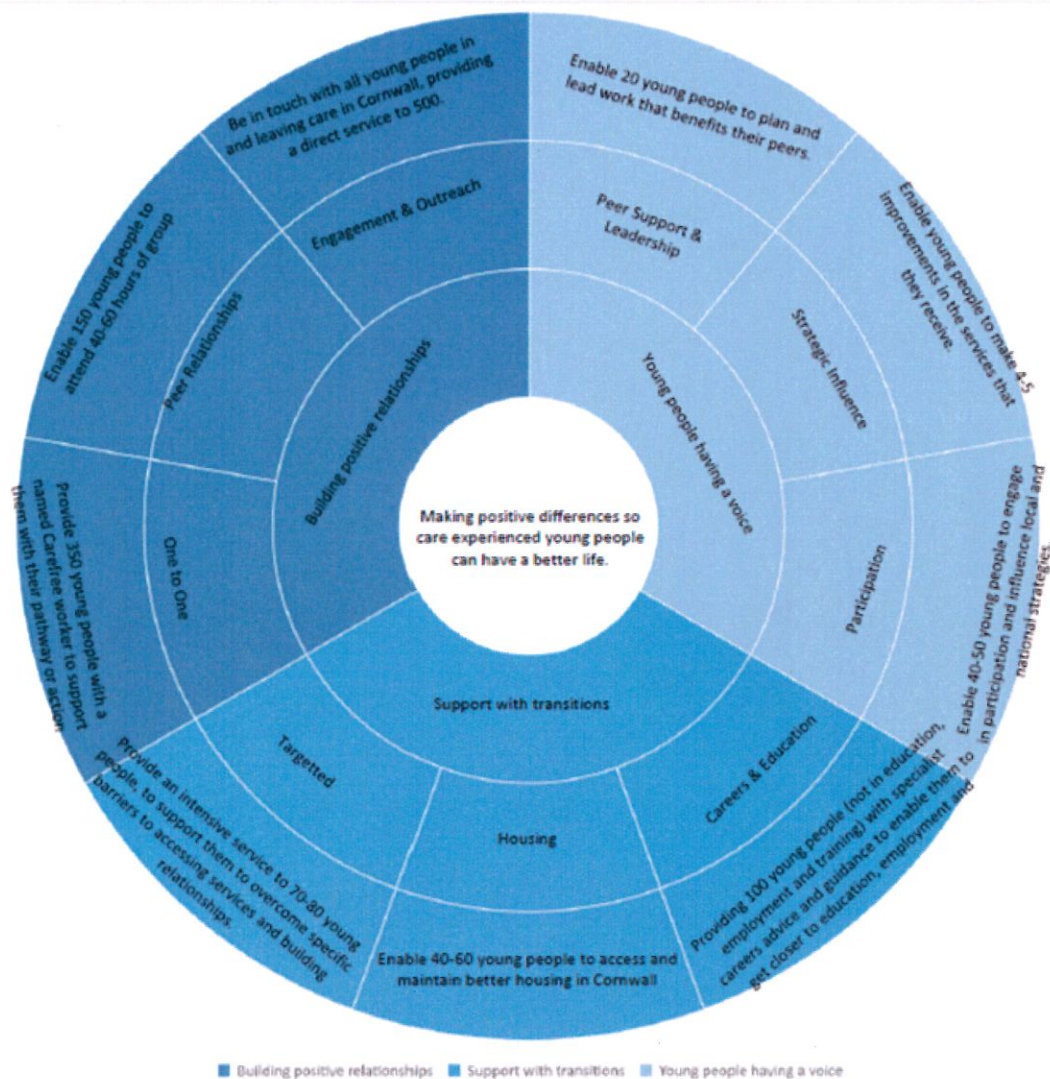 Making positive differences so
care experienced young people
can have a better life.
Young people having a voice
Peer Support &
Leadership
Enable 20 young people to plan and
lead work that benefits their peers.
Strategic Influence
Enable young people to make 4-5
improvements in the services that
they receive.
Participation
Enable 40-50 young people to engage
in participation and influence local and
national strategies.
Support with transitions
Careers & Education
Providing 100 young people (not in education,
employment and training) with specialist
careers advice and guidance to enable them to
get closer to education, employment and
Housing
Enable 40-60 young people to access and
maintain better housing in Cornwall
Targetted
Provide an intensive service to 70-80 young
people, to support them to overcome specific
barriers to accessing services and building
relationships.
Building positive relationships
One to One
Provide 350 young people with a
named Carefree worker to support
them with their pathway or action
Peer Relationships
Enable 150 young people to
attend 40-60 hours of group
Engagement & Outreach
Be in touch with all young people in
and leaving care in Cornwall, providing
a direct service to 500.
Building positive relationships Support with transitions Young people having a voice